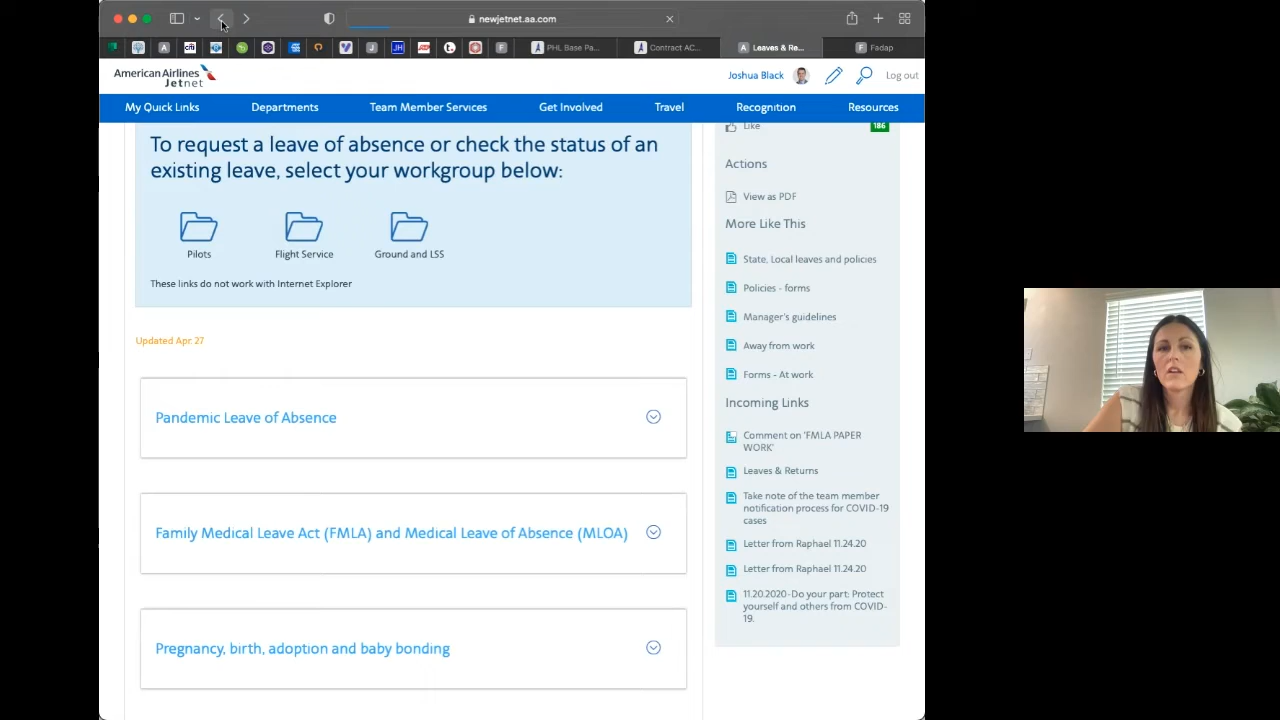 newjetnet.aa.com
PHL Base Pa...
Contract AC...
Leaves & Re...
Fadap
American Airlines
Jetnet
Joshua Black
Log out
My Quick Links
Departments
Team Member Services
Get Involved
Travel
Recognition
Resources
To request a leave of absence or check the status of an
existing leave, select your workgroup below:
Pilots
Flight Service
Ground and LSS
These links do not work with Internet Explorer
Updated Apr. 27
Pandemic Leave of Absence
Family Medical Leave Act (FMLA) and Medical Leave of Absence (MLOA)
Pregnancy, birth, adoption and baby bonding
Like
186
Actions
View as PDF
More Like This
State, Local leaves and policies
Policies - forms
Manager's guidelines
Away from work
Forms - At work
Incoming Links
Comment on 'FMLA PAPER
WORK'
Leaves & Returns
Take note of the team member
notification process for COVID-19
cases
Letter from Raphael 11.24.20
Letter from Raphael 11.24.20
11.20.2020-Do your part: Protect
yourself and others from COVID-
19.